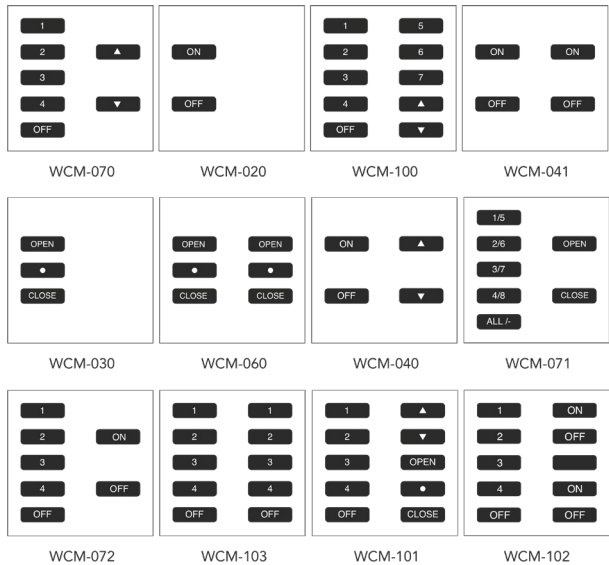 1
2 ▲
3
4 ▼
OFF
WCM-070
ON
OFF
WCM-020
1 5
2 6
3 7
4 ▲
OFF ▼
WCM-100
ON ON
OFF OFF
WCM-041
OPEN
●
CLOSE
WCM-030
OPEN OPEN
● ●
CLOSE CLOSE
WCM-060
ON ▲
OFF ▼
WCM-040
1/5
2/6 OPEN
3/7
4/8 CLOSE
ALL /-
WCM-071
1
2 ON
3
4 OFF
OFF
WCM-072
1 1
2 2
3 3
4 4
OFF OFF
WCM-103
1 ▲
2 ▼
3 OPEN
4 ●
OFF CLOSE
WCM-101
1 ON
2 OFF
3
4 ON
OFF OFF
WCM-102